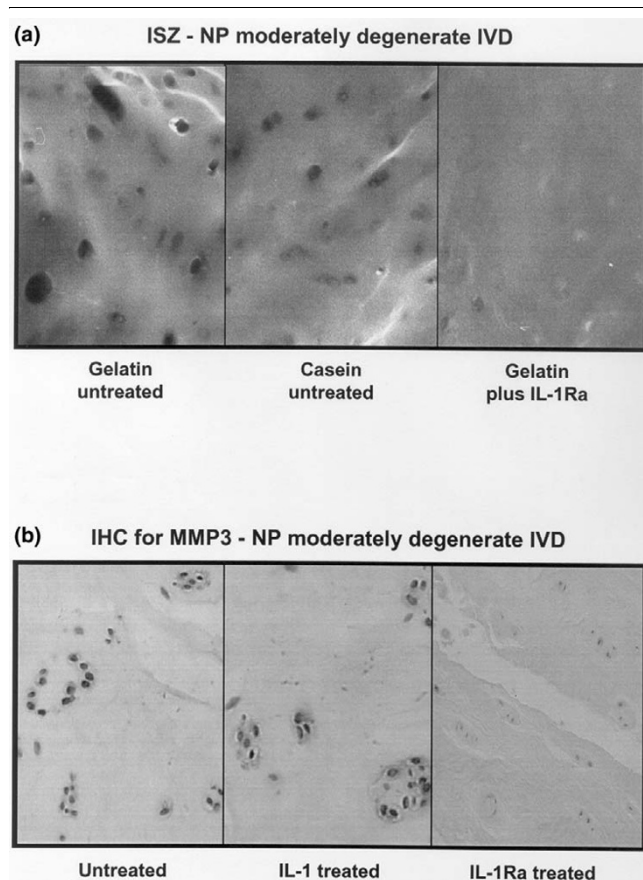 (a) ISZ - NP moderately degenerate IVD
Gelatin untreated
Casein untreated
Gelatin plus IL-1Ra
(b) IHC for MMP3 - NP moderately degenerate IVD
Untreated
IL-1 treated
IL-1Ra treated